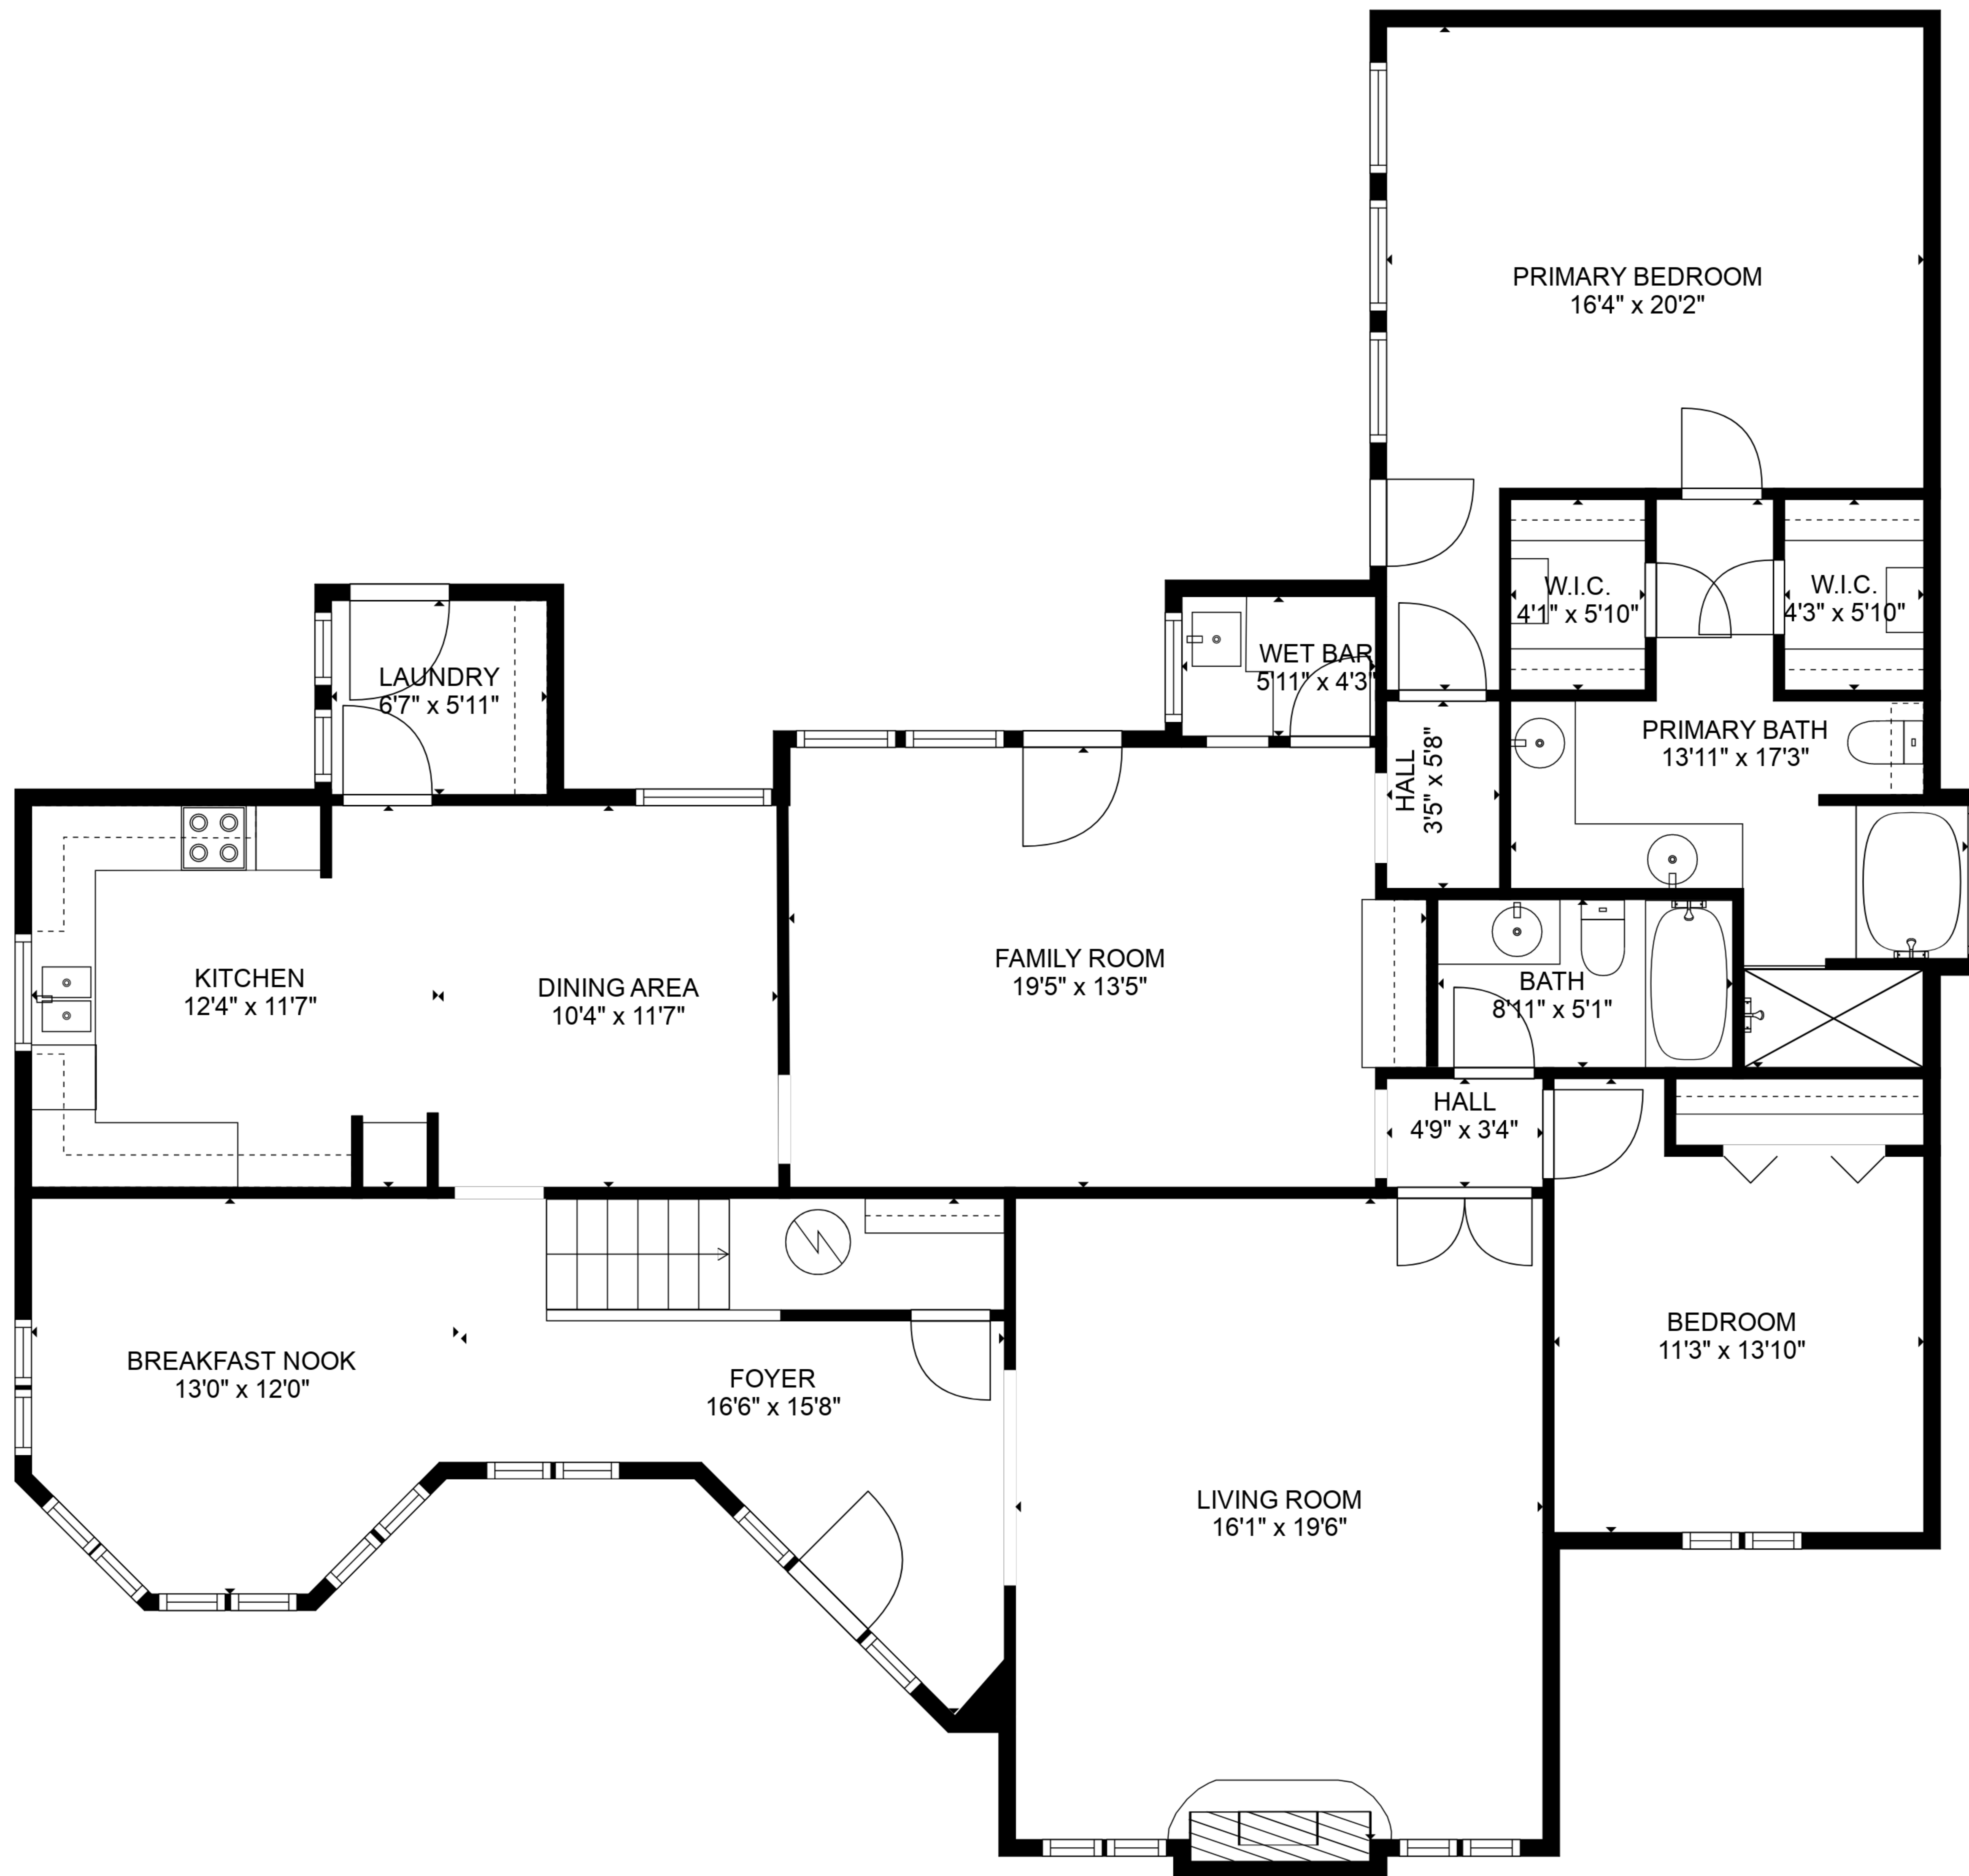 PRIMARY BEDROOM
16'4" x 20'2"
W.I.C.
4'1" x 5'10"
W.I.C.
4'3" x 5'10"
LAUNDRY
6'7" x 5'11"
WET BAR
5'11" x 4'3"
HALL
3'5" x 5'8"
PRIMARY BATH
13'11" x 17'3"
KITCHEN
12'4" x 11'7"
DINING AREA
10'4" x 11'7"
FAMILY ROOM
19'5" x 13'5"
BATH
8'11" x 5'1"
HALL
4'9" x 3'4"
BREAKFAST NOOK
13'0" x 12'0"
FOYER
16'6" x 15'8"
BEDROOM
11'3" x 13'10"
LIVING ROOM
16'1" x 19'6"